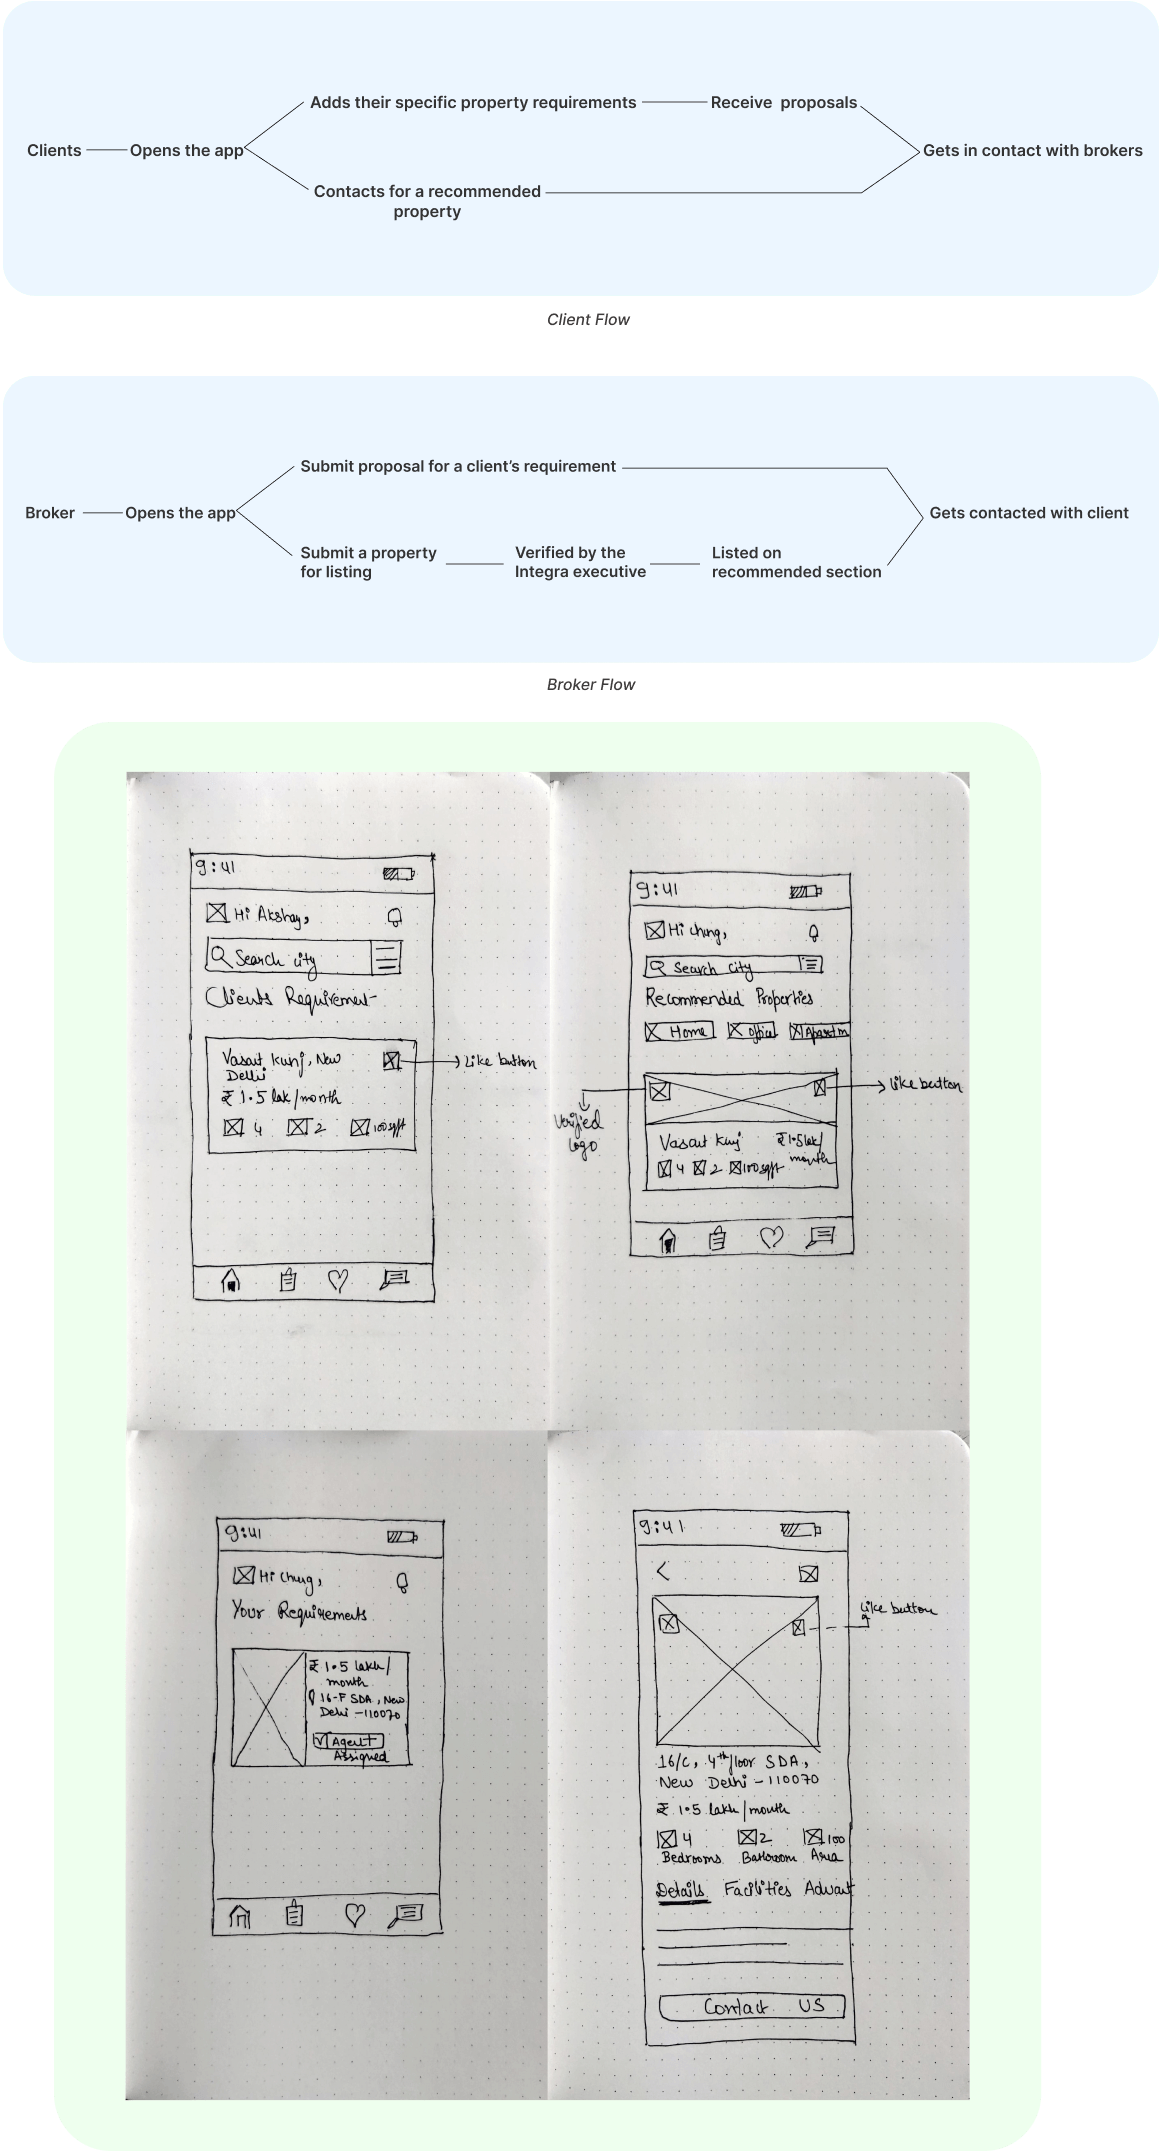 Adds their specific property requirements
Receive proposals
Clients
Opens the app
Gets in contact with brokers
Contacts for a recommended
property
Client Flow
Submit proposal for a client’s requirement
Broker
Opens the app
Gets contacted with client
Submit a property
for listing
Verified by the
Integra executive
Listed on
recommended section
Broker Flow
9:41
Hi Akshay,
Search city
Clients Requirement
Vasant Kunj, New
Delhi
₹ 1.5 lak/month
4
2
100 sqft
Like button
9:41
Hi Chung,
Search city
Recommended Properties
Home
Office
Apartm
like button
Verified
logo
Vasant Kunj
₹1.5lak/
month
4
2
100 sqft
9:41
Hi Chung,
Your Requirements
₹ 1.5 lakh/
month
16-F SDA, New
Delhi - 110070
Agent
Assigned
9:41
Like button
16/C, 4th floor SDA,
New Delhi - 110070
₹ 1.5 lakh/month
4
2
100
Bedrooms
Bathroom
Area
Details
Facilities
Advant
Contact US